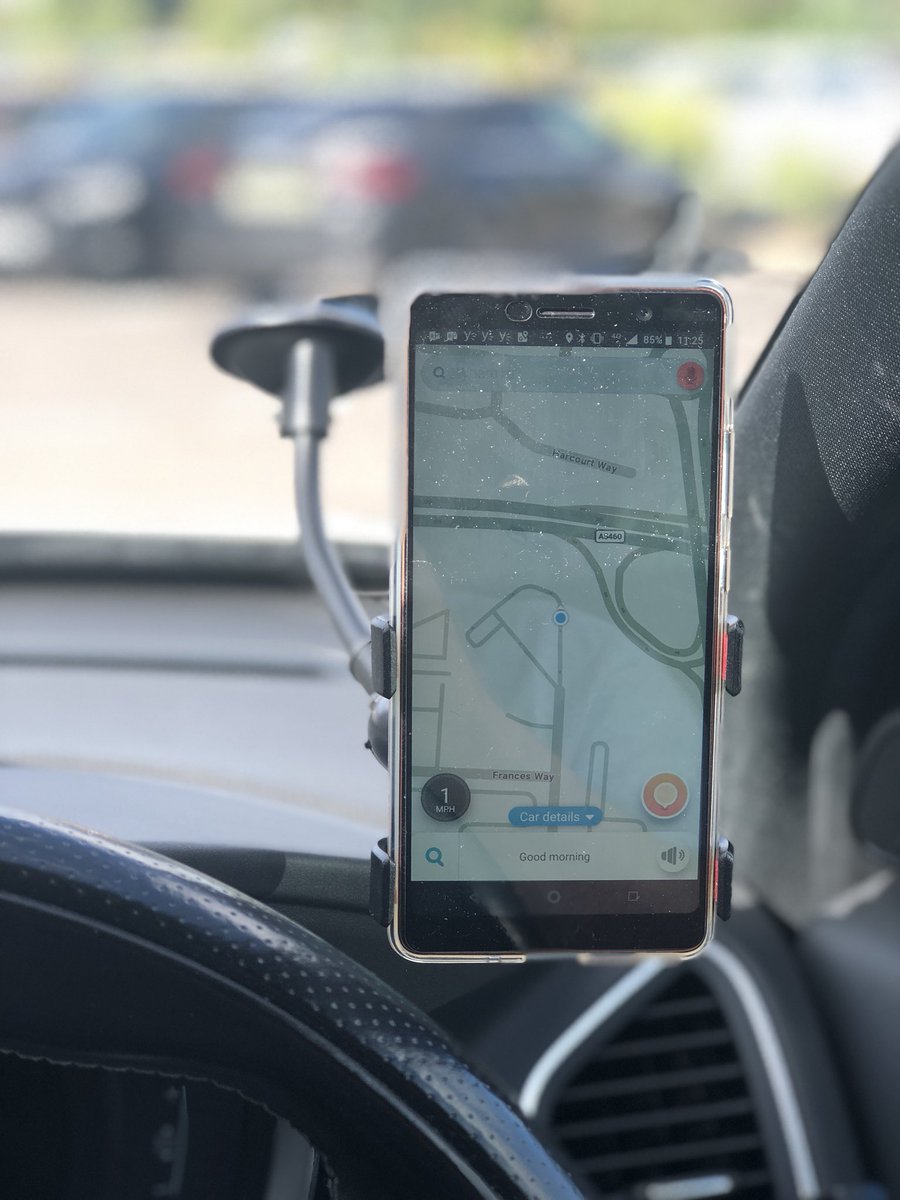 85% 11:25
Harcourt Way
A5460
Frances Way
1
MPH
Car details
Good morning